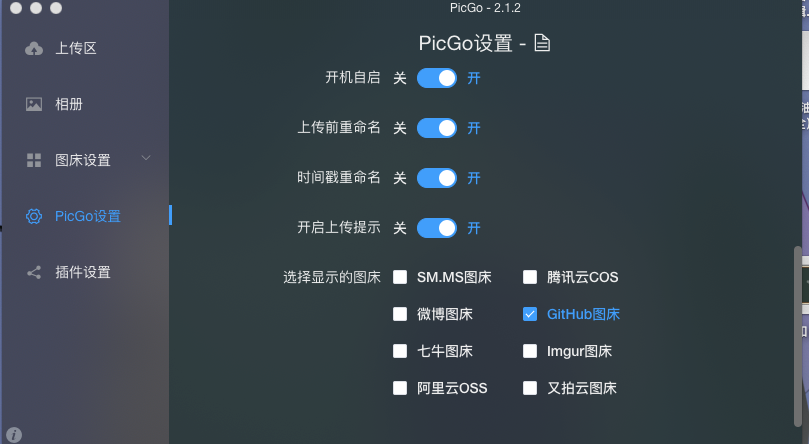 PicGo - 2.1.2
上传区
相册
图床设置
PicGo设置
插件设置
PicGo设置 -
开机自启 关 开
上传前重命名 关 开
时间戳重命名 关 开
开启上传提示 关 开
选择显示的图床 SM.MS图床 腾讯云COS
微博图床 GitHub图床
七牛图床 Imgur图床
阿里云OSS 又拍云图床